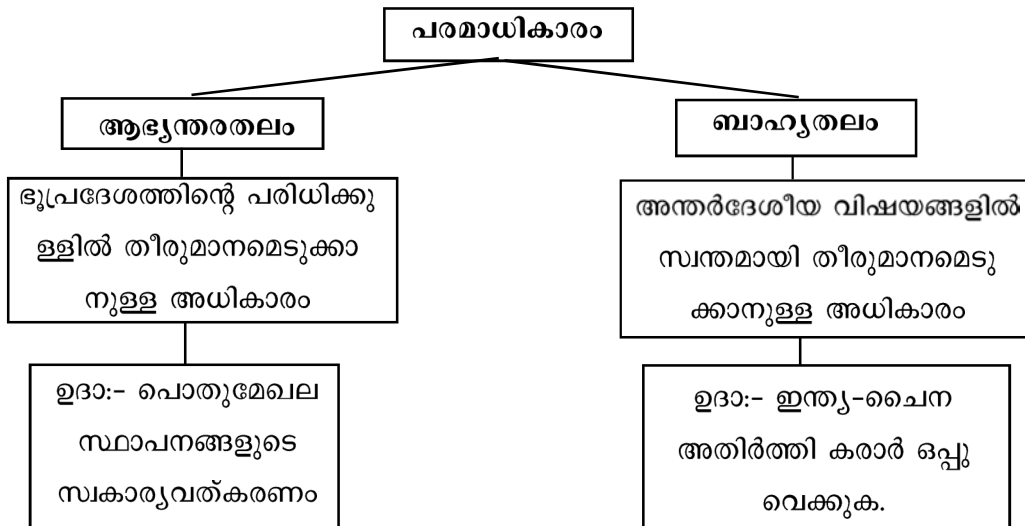 പരമാധികാരം
ആഭ്യന്തരതലം
ഭൂപ്രദേശത്തിന്റെ പരിധിക്കു
ള്ളിൽ തീരുമാനമെടുക്കാ
നുള്ള അധികാരം
ഉദാ:- പൊതുമേഖല
സ്ഥാപനങ്ങളുടെ
സ്വകാര്യവത്കരണം
ബാഹ്യതലം
അന്തർദേശീയ വിഷയങ്ങളിൽ
സ്വന്തമായി തീരുമാനമെടു
ക്കാനുള്ള അധികാരം
ഉദാ:- ഇന്ത്യ-ചൈന
അതിർത്തി കരാർ ഒപ്പു
വെക്കുക.